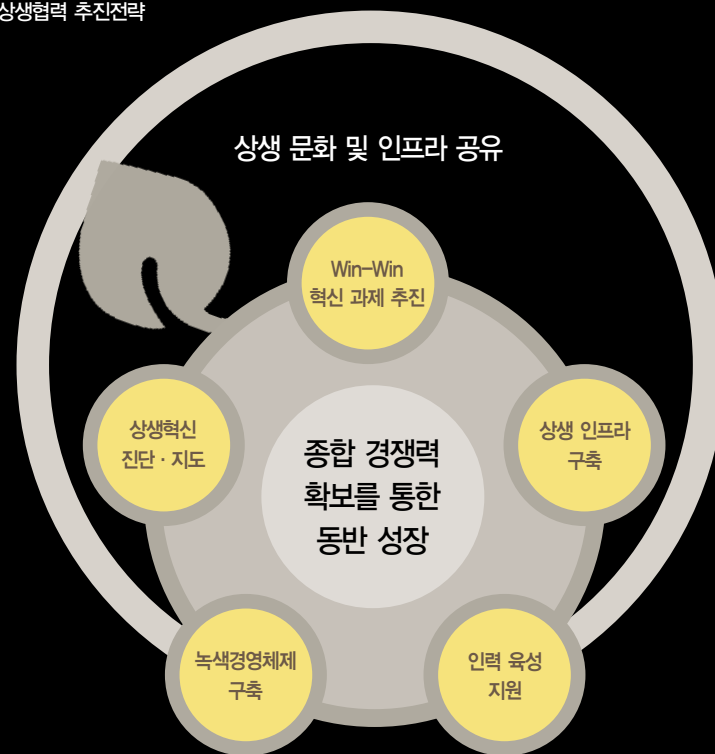 상생협력 추진전략
상생 문화 및 인프라 공유
Win-Win
혁신 과제 추진
상생혁신
진단 · 지도
상생 인프라
구축
종합 경쟁력
확보를 통한
동반 성장
녹색경영체제
구축
인력 육성
지원